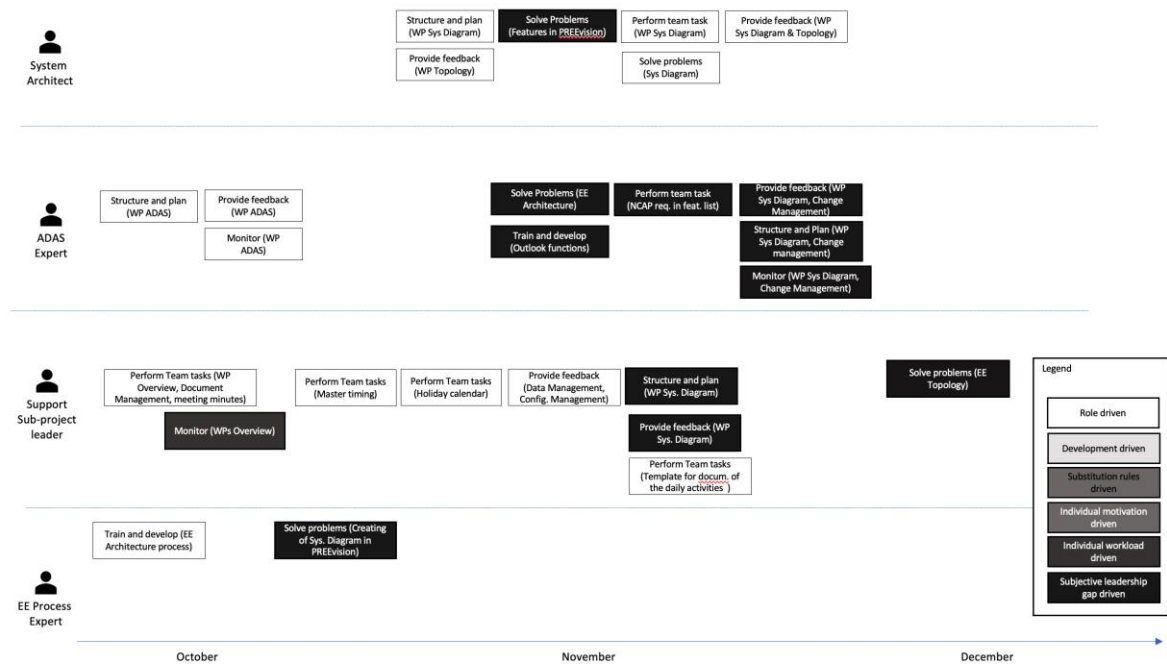 Structure and plan
(WP Sys Diagram)
Solve Problems
(Features in PREEvision)
Perform team task
(WP Sys Diagram)
Provide feedback (WP
Sys Diagram & Topology)
Provide feedback
(WP Topology)
Solve problems
(Sys Diagram)
System
Architect
Structure and plan
(WP ADAS)
Provide feedback
(WP ADAS)
Monitor (WP
ADAS)
Solve Problems (EE
Architecture)
Perform team task
(NCAP req. in feat. list)
Provide feedback (WP
Sys Diagram, Change
Management)
Train and develop
(Outlook functions)
Structure and Plan (WP
Sys Diagram, Change
management)
Monitor (WP Sys Diagram,
Change Management)
ADAS
Expert
Perform Team tasks (WP
Overview, Document
Management, meeting minutes)
Monitor (WPs Overview)
Perform Team tasks
(Master timing)
Perform Team tasks
(Holiday calendar)
Provide feedback
(Data Management,
Config. Management)
Structure and plan
(WP Sys. Diagram)
Provide feedback (WP
Sys. Diagram)
Perform Team tasks
(Template for docum. of
the daily activities )
Solve problems (EE
Topology)
Support
Sub-project
leader
Legend
Role driven
Development driven
Substitution rules
driven
Individual motivation
driven
Individual workload
driven
Subjective leadership
gap driven
Train and develop (EE
Architecture process)
Solve problems (Creating
of Sys. Diagram in
PREEvision)
EE Process
Expert
October
November
December